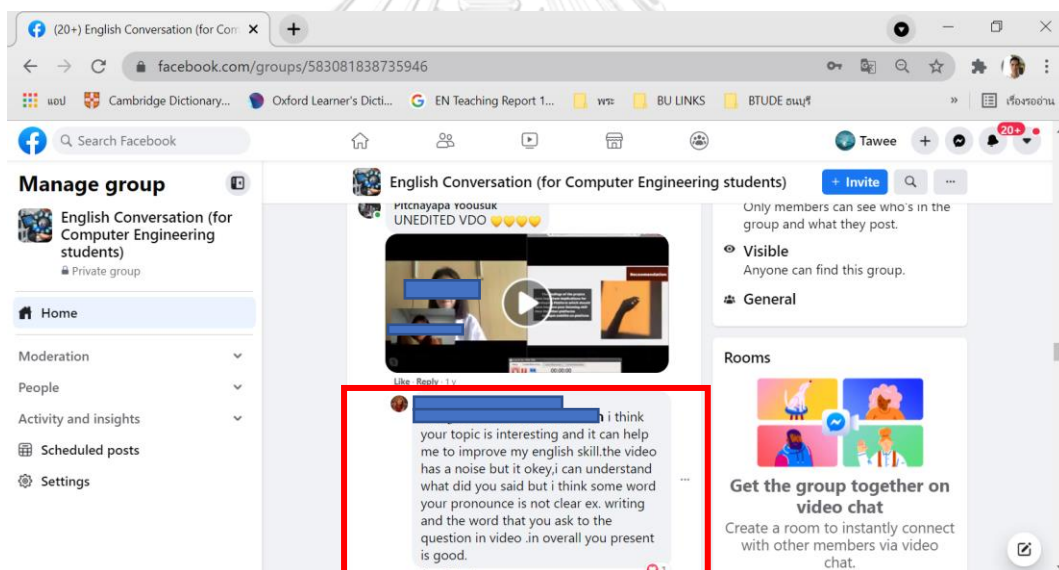 (20+) English Conversation (for Com
facebook.com/groups/583081838735946
แอป
Cambridge Dictionary...
Oxford Learner's Dicti...
EN Teaching Report 1...
พระ
BU LINKS
BTUDE ธนบุรี
»
เรื่องรออ่าน
Search Facebook
Tawee
20+
Manage group
English Conversation (for
Computer Engineering
students)
Private group
Home
Moderation
People
Activity and insights
Scheduled posts
Settings
English Conversation (for Computer Engineering students)
+ Invite
Pitchayapa Yoousuk
UNEDITED VDO
Recommendation
00:00:00
Like · Reply · 1 y
h i think
your topic is interesting and it can help
me to improve my english skill.the video
has a noise but it okey,i can understand
what did you said but i think some word
your pronounce is not clear ex. writing
and the word that you ask to the
question in video .in overall you present
is good.
1
Only members can see who's in the
group and what they post.
Visible
Anyone can find this group.
General
Rooms
Get the group together on
video chat
Create a room to instantly connect
with other members via video
chat.